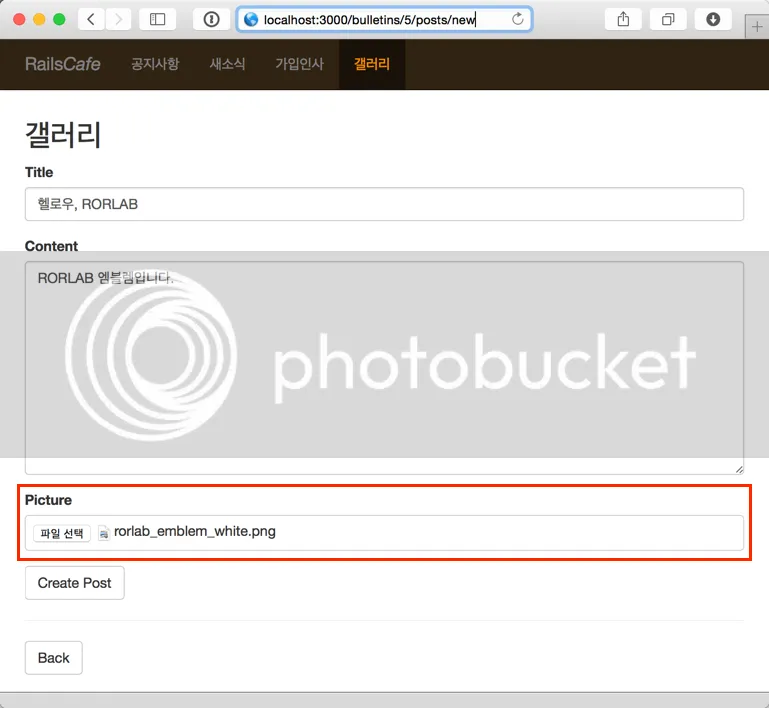 localhost:3000/bulletins/5/posts/new
RailsCafe 공지사항 새소식 가입인사 갤러리
갤러리
Title
헬로우, RORLAB
Content
RORLAB 엠블렘입니다.
photobucket
Picture
파일 선택 rorlab_emblem_white.png
Create Post
Back